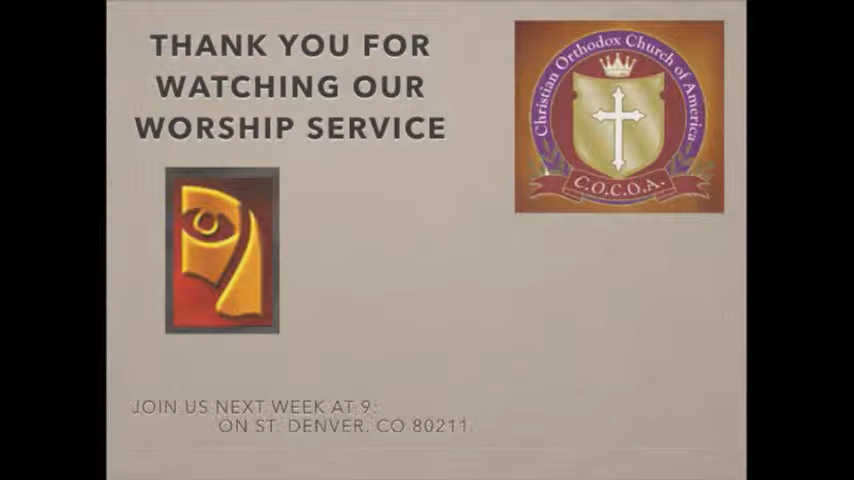 THANK YOU FOR
WATCHING OUR
WORSHIP SERVICE
Christian Orthodox Church of America
C.O.C.O.A.
JOIN US NEXT WEEK AT 9:
ON ST. DENVER, CO 80211